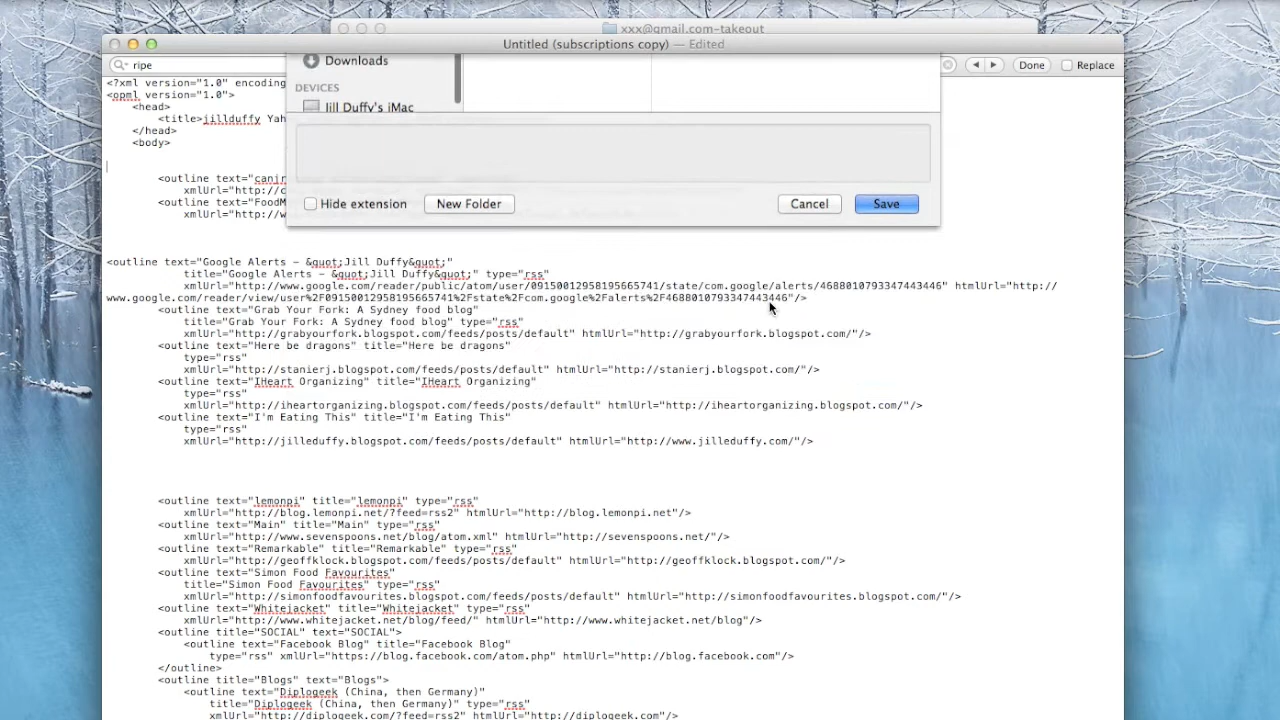 xxx@gmail.com-takeout
Untitled (subscriptions copy) — Edited
ripe
Done
Replace
Downloads
DEVICES
Jill Duffy's iMac
Hide extension
New Folder
Cancel
Save
<?xml version="1.0" encoding
<opml version="1.0">
<head>
<title>jillduffy Yah
</head>
<body>
<outline text="canir
xmlUrl="http://c
<outline text="FoodM
xmlUrl="http://w
<outline text="Google Alerts - &quot;Jill Duffy&quot;"
title="Google Alerts - &quot;Jill Duffy&quot;" type="rss"
xmlUrl="http://www.google.com/reader/public/atom/user/09150012958195665741/state/com.google/alerts/4688010793347443446" htmlUrl="http://
www.google.com/reader/view/user%2F09150012958195665741%2Fstate%2Fcom.google%2Falerts%2F4688010793347443446"/>
<outline text="Grab Your Fork: A Sydney food blog"
title="Grab Your Fork: A Sydney food blog" type="rss"
xmlUrl="http://grabyourfork.blogspot.com/feeds/posts/default" htmlUrl="http://grabyourfork.blogspot.com/"/>
<outline text="Here be dragons" title="Here be dragons"
type="rss"
xmlUrl="http://stanierj.blogspot.com/feeds/posts/default" htmlUrl="http://stanierj.blogspot.com/"/>
<outline text="IHeart Organizing" title="IHeart Organizing"
type="rss"
xmlUrl="http://iheartorganizing.blogspot.com/feeds/posts/default" htmlUrl="http://iheartorganizing.blogspot.com/"/>
<outline text="I'm Eating This" title="I'm Eating This"
type="rss"
xmlUrl="http://jilleduffy.blogspot.com/feeds/posts/default" htmlUrl="http://www.jilleduffy.com/"/>
<outline text="lemonpi" title="lemonpi" type="rss"
xmlUrl="http://blog.lemonpi.net/?feed=rss2" htmlUrl="http://blog.lemonpi.net"/>
<outline text="Main" title="Main" type="rss"
xmlUrl="http://www.sevenspoons.net/blog/atom.xml" htmlUrl="http://sevenspoons.net/"/>
<outline text="Remarkable" title="Remarkable" type="rss"
xmlUrl="http://geoffklock.blogspot.com/feeds/posts/default" htmlUrl="http://geoffklock.blogspot.com/"/>
<outline text="Simon Food Favourites"
title="Simon Food Favourites" type="rss"
xmlUrl="http://simonfoodfavourites.blogspot.com/feeds/posts/default" htmlUrl="http://simonfoodfavourites.blogspot.com/"/>
<outline text="Whitejacket" title="Whitejacket" type="rss"
xmlUrl="http://www.whitejacket.net/blog/feed/" htmlUrl="http://www.whitejacket.net/blog"/>
<outline title="SOCIAL" text="SOCIAL">
<outline text="Facebook Blog" title="Facebook Blog"
type="rss" xmlUrl="https://blog.facebook.com/atom.php" htmlUrl="http://blog.facebook.com"/>
</outline>
<outline title="Blogs" text="Blogs">
<outline text="Diplogeek (China, then Germany)"
title="Diplogeek (China, then Germany)" type="rss"
xmlUrl="http://diplogeek.com/?feed=rss2" htmlUrl="http://diplogeek.com"/>